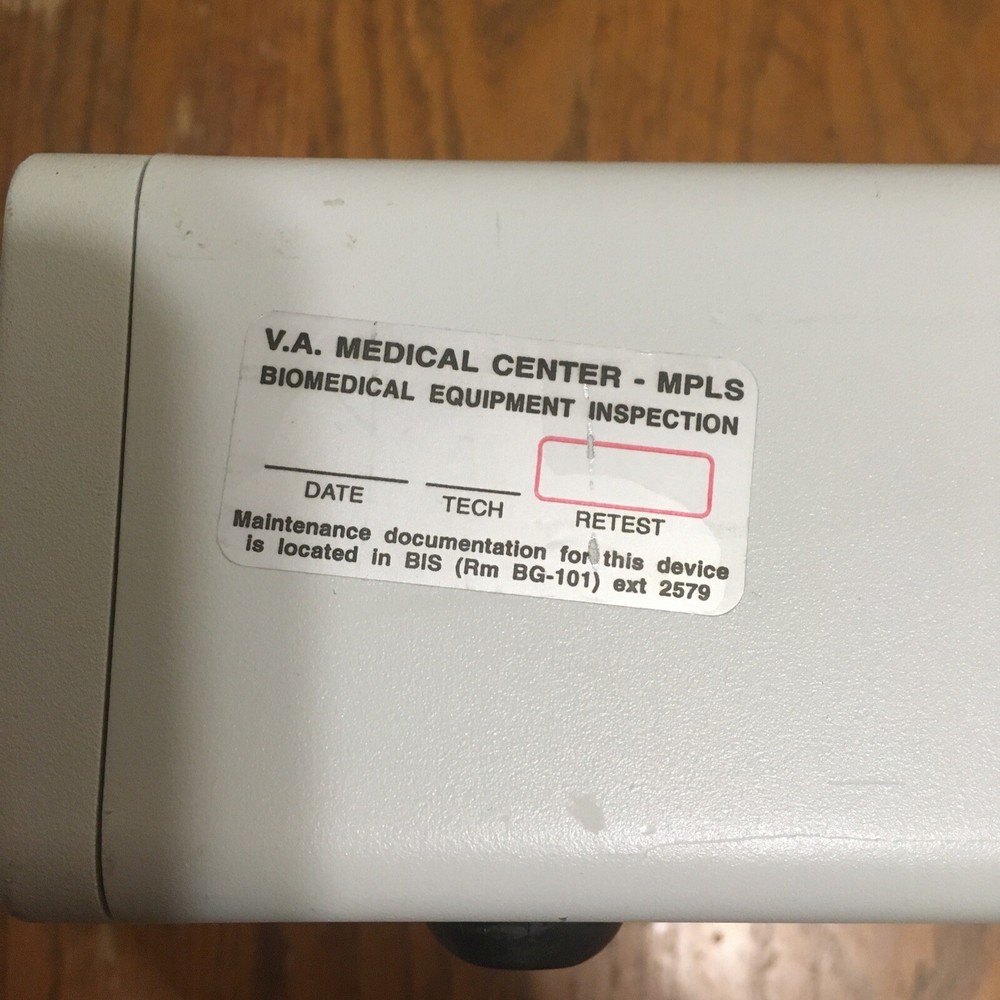 V.A. MEDICAL CENTER - MPLS
BIOMEDICAL EQUIPMENT INSPECTION
DATE TECH RETEST
Maintenance documentation for this device
is located in BIS (Rm BG-101) ext 2579